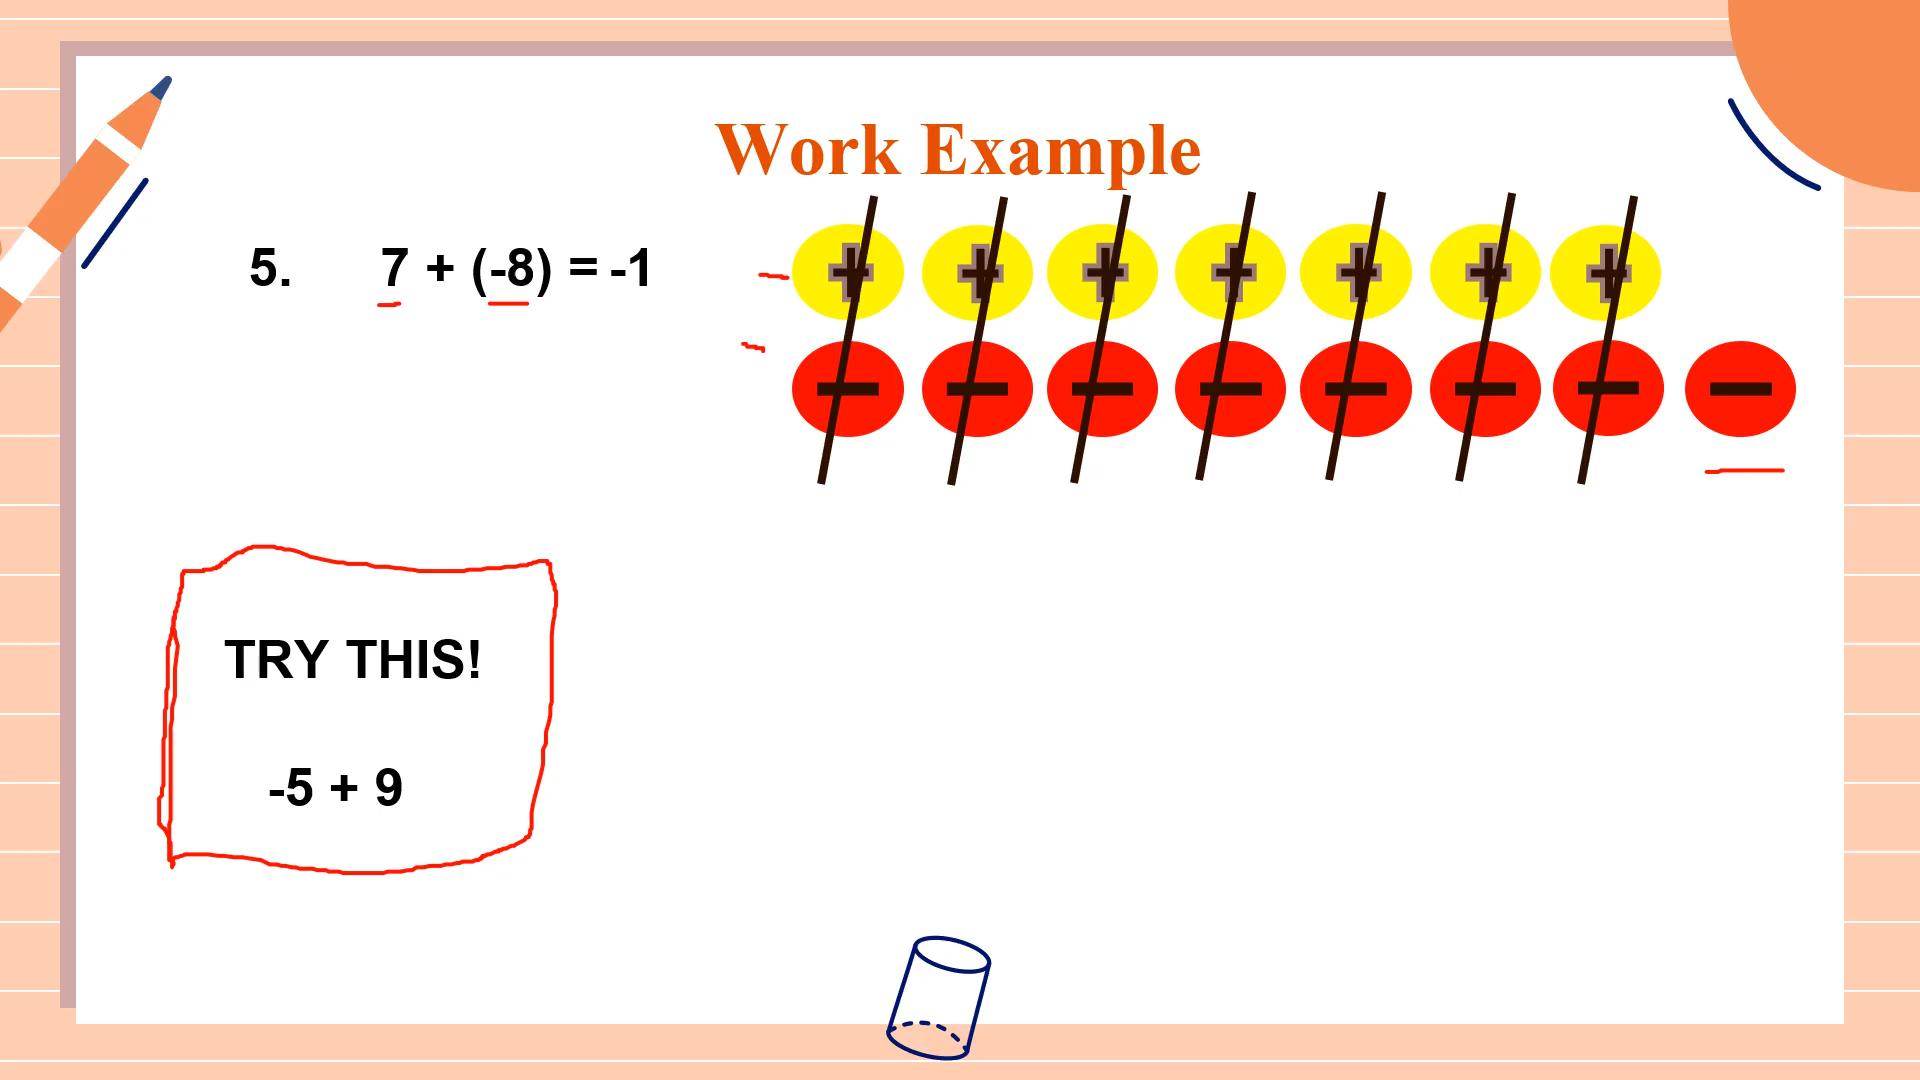 Work Example
5. 7 + (-8) = -1
+ + + + + + +
- - - - - - - -
TRY THIS!
-5 + 9